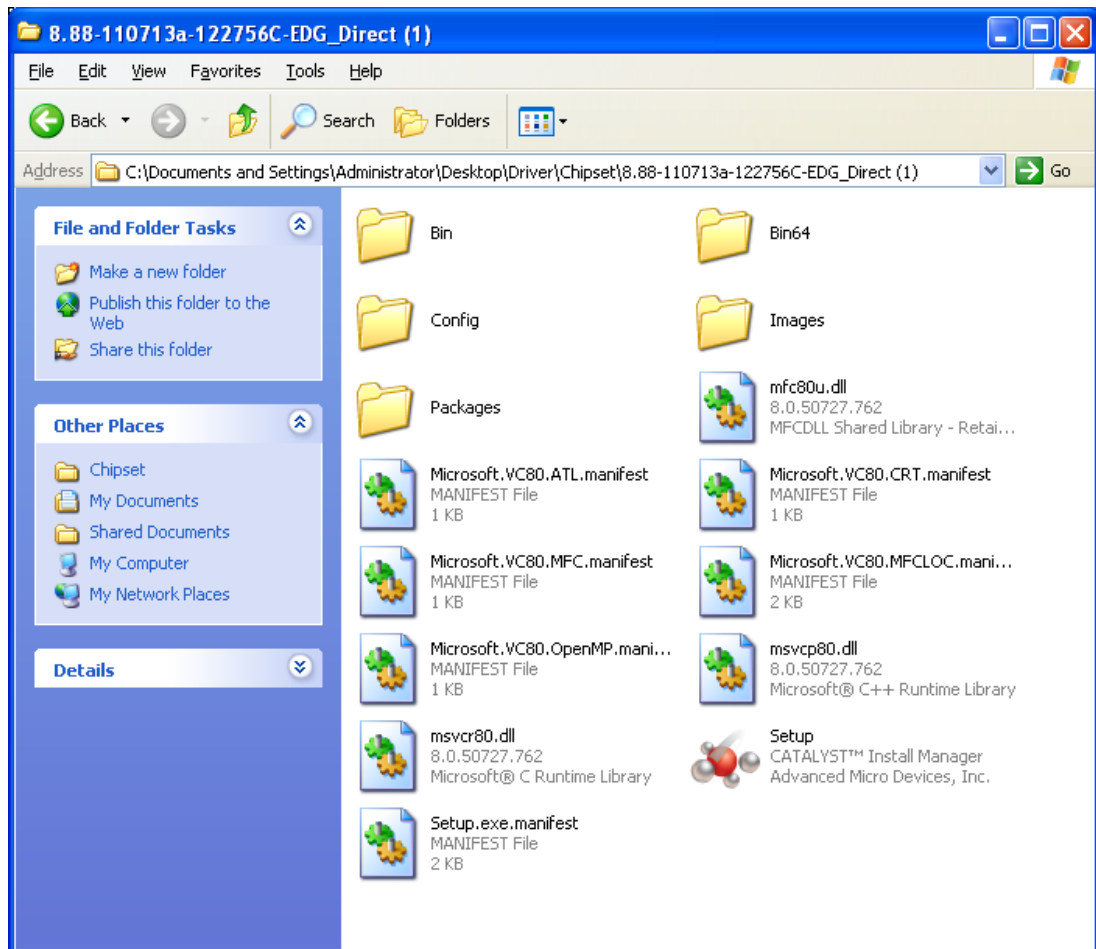 8.88-110713a-122756C-EDG_Direct (1)
File Edit View Favorites Tools Help
Back Search Folders
Address C:\Documents and Settings\Administrator\Desktop\Driver\Chipset\8.88-110713a-122756C-EDG_Direct (1) Go
File and Folder Tasks
Make a new folder
Publish this folder to the
Web
Share this folder
Other Places
Chipset
My Documents
Shared Documents
My Computer
My Network Places
Details
Bin
Bin64
Config
Images
Packages
mfc80u.dll
8.0.50727.762
MFCDLL Shared Library - Retai...
Microsoft.VC80.ATL.manifest
MANIFEST File
1 KB
Microsoft.VC80.CRT.manifest
MANIFEST File
1 KB
Microsoft.VC80.MFC.manifest
MANIFEST File
1 KB
Microsoft.VC80.MFCLOC.mani...
MANIFEST File
2 KB
Microsoft.VC80.OpenMP.mani...
MANIFEST File
1 KB
msvcp80.dll
8.0.50727.762
Microsoft® C++ Runtime Library
msvcr80.dll
8.0.50727.762
Microsoft® C Runtime Library
Setup
CATALYST™ Install Manager
Advanced Micro Devices, Inc.
Setup.exe.manifest
MANIFEST File
2 KB